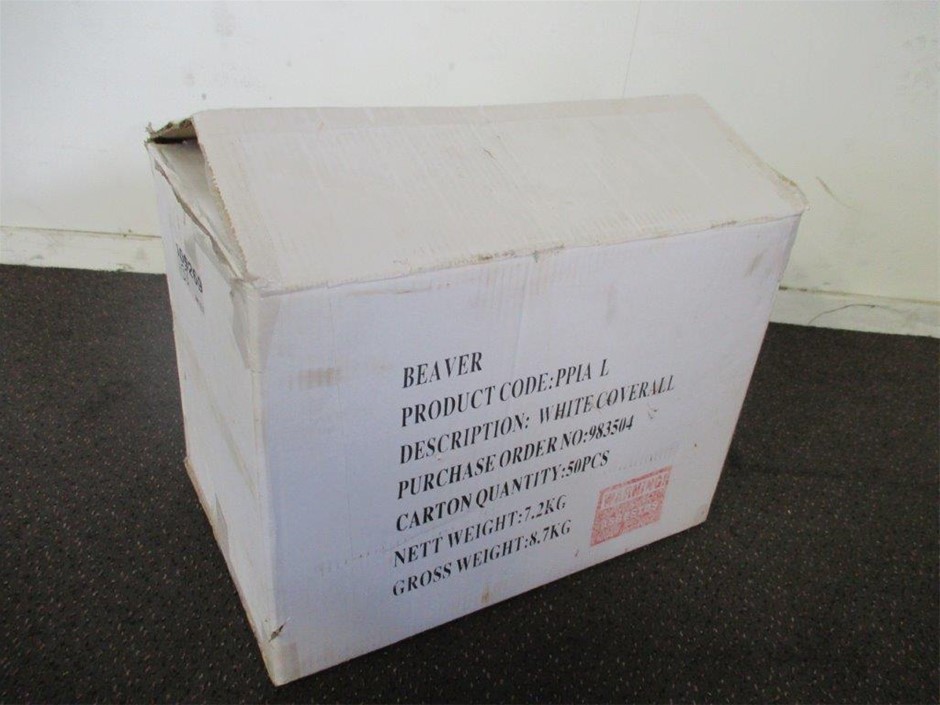 BEAVER
PRODUCT CODE:PPIA L
DESCRIPTION: WHITE COVERALL
PURCHASE ORDER NO:983504
CARTON QUANTITY:50PCS
NETT WEIGHT:7.2KG
GROSS WEIGHT:8.7KG
WARNING!